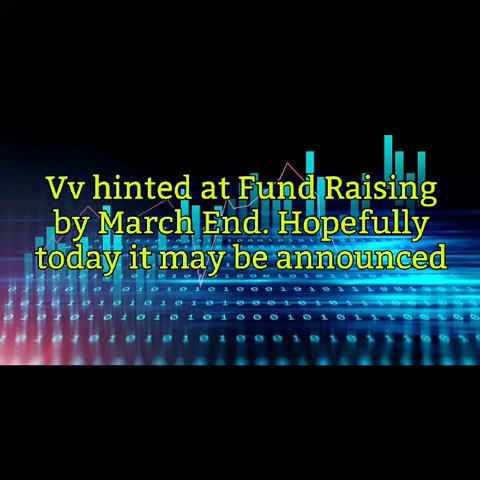 Vv hinted at Fund Raising
by March End. Hopefully
today it may be announced